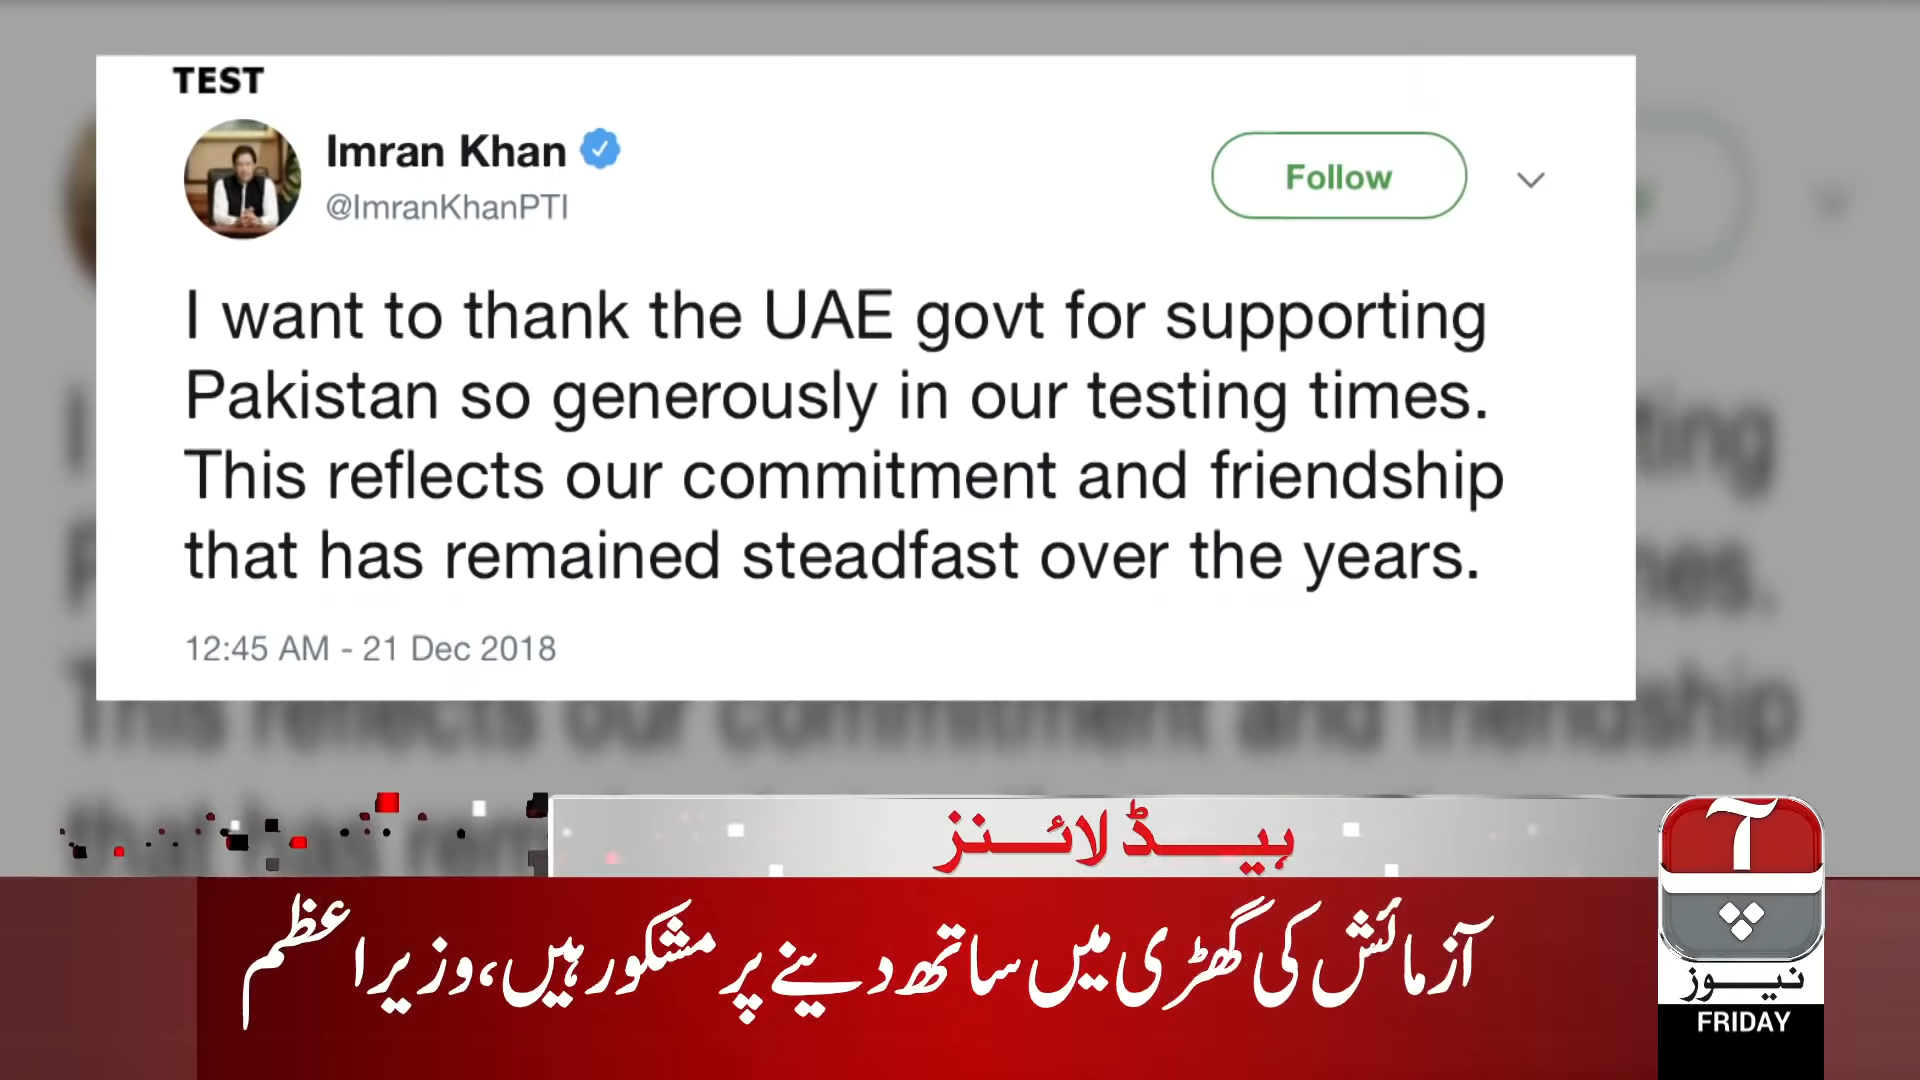 TEST
Imran Khan
@ImranKhanPTI
Follow
I want to thank the UAE govt for supporting
Pakistan so generously in our testing times.
This reflects our commitment and friendship
that has remained steadfast over the years.
12:45 AM - 21 Dec 2018
ہیڈلائنز
آزمائش کی گھڑی میں ساتھ دینے پر مشکور ہیں، وزیراعظم
آپ
نیوز
FRIDAY